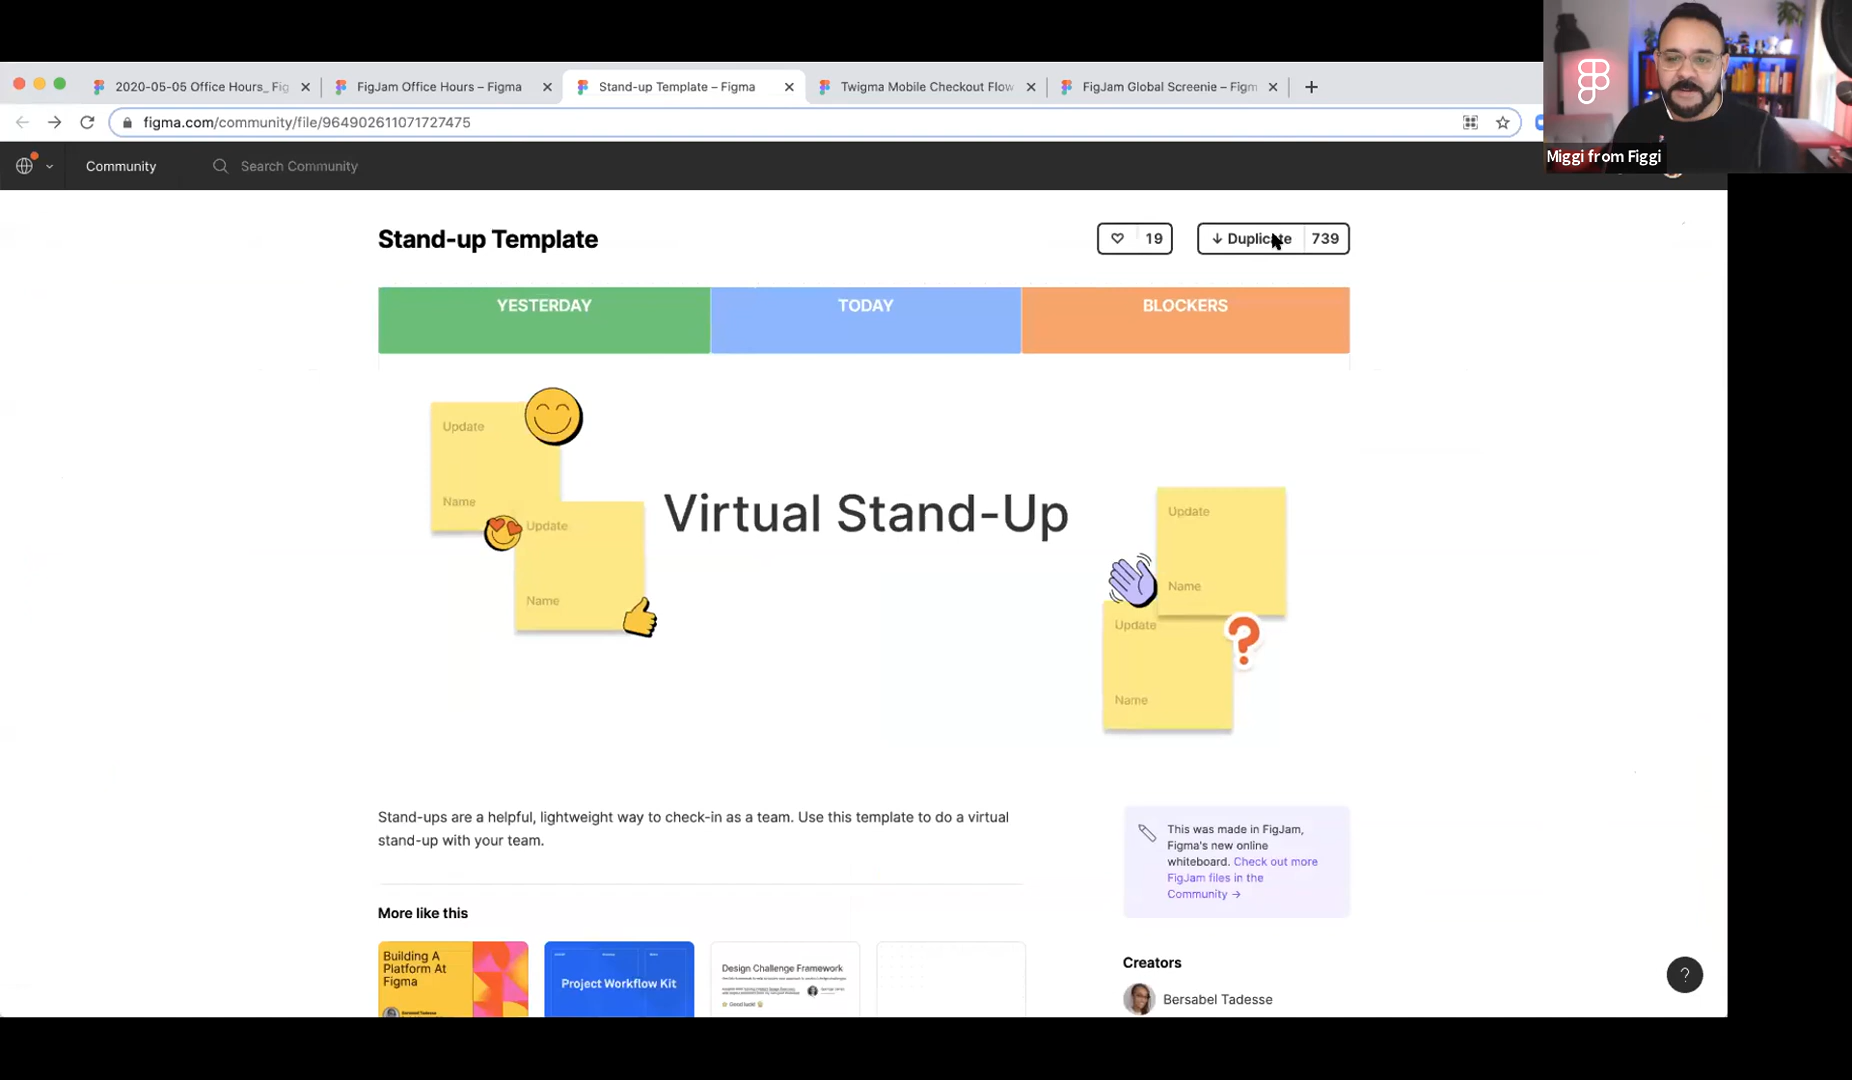 2020-05-05 Office Hours_ Fig
FigJam Office Hours – Figma
Stand-up Template – Figma
Twigma Mobile Checkout Flow
FigJam Global Screenie – Figm
figma.com/community/file/964902611071727475
Miggi from Figgi
Community
Search Community
Stand-up Template
19
Duplicate
739
YESTERDAY
TODAY
BLOCKERS
Update
Name
Update
Name
Virtual Stand-Up
Update
Name
Update
Name
?
Stand-ups are a helpful, lightweight way to check-in as a team. Use this template to do a virtual
stand-up with your team.
This was made in FigJam,
Figma's new online
whiteboard. Check out more
FigJam files in the
Community →
More like this
Building A
Platform At
Figma
Bersabel Tadesse
Project Workflow Kit
Design Challenge Framework
Good luck!
Creators
Bersabel Tadesse
?